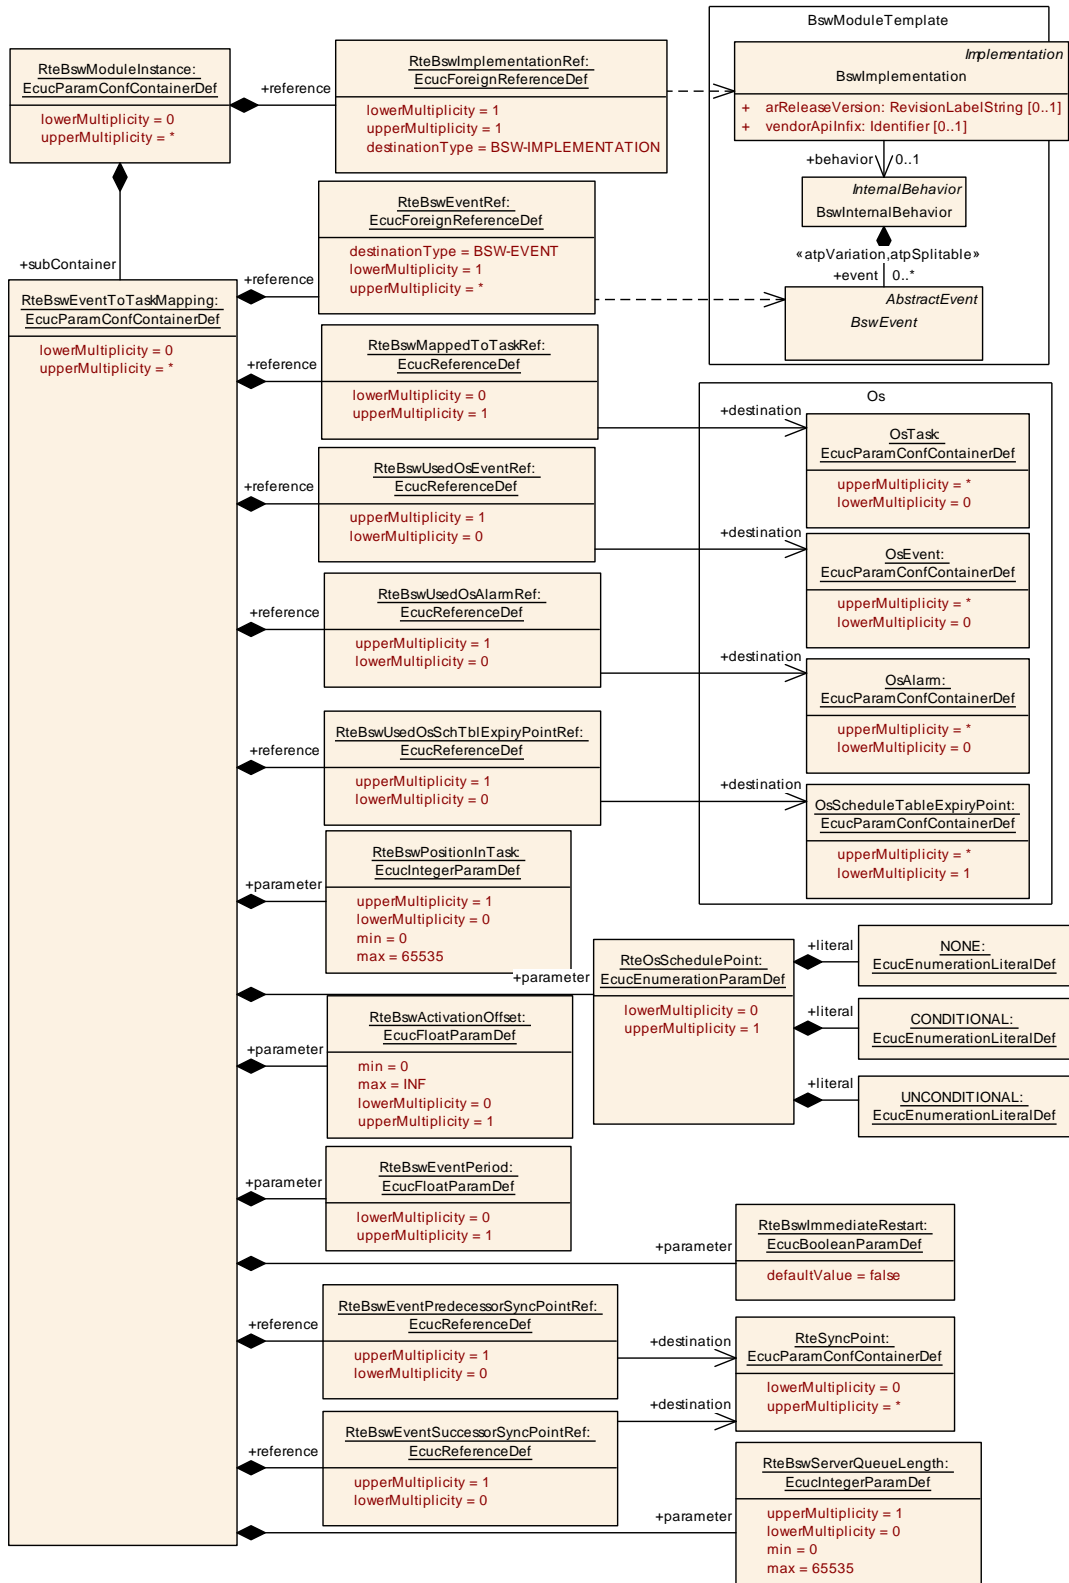 BswModuleTemplate
RteBswModuleInstance:
EcucParamConfContainerDef
lowerMultiplicity = 0
upperMultiplicity = *
+reference
RteBswImplementationRef:
EcucForeignReferenceDef
lowerMultiplicity = 1
upperMultiplicity = 1
destinationType = BSW-IMPLEMENTATION
Implementation
BswImplementation
+ arReleaseVersion: RevisionLabelString [0..1]
+ vendorApiInfix: Identifier [0..1]
+behavior
0..1
InternalBehavior
BswInternalBehavior
«atpVariation,atpSplitable»
+event
0..*
AbstractEvent
BswEvent
+subContainer
RteBswEventToTaskMapping:
EcucParamConfContainerDef
lowerMultiplicity = 0
upperMultiplicity = *
+reference
RteBswEventRef:
EcucForeignReferenceDef
destinationType = BSW-EVENT
lowerMultiplicity = 1
upperMultiplicity = *
+reference
RteBswMappedToTaskRef:
EcucReferenceDef
lowerMultiplicity = 0
upperMultiplicity = 1
Os
+destination
OsTask:
EcucParamConfContainerDef
upperMultiplicity = *
lowerMultiplicity = 0
+reference
RteBswUsedOsEventRef:
EcucReferenceDef
upperMultiplicity = 1
lowerMultiplicity = 0
+destination
OsEvent:
EcucParamConfContainerDef
upperMultiplicity = *
lowerMultiplicity = 0
+reference
RteBswUsedOsAlarmRef:
EcucReferenceDef
upperMultiplicity = 1
lowerMultiplicity = 0
+destination
OsAlarm:
EcucParamConfContainerDef
upperMultiplicity = *
lowerMultiplicity = 0
+reference
RteBswUsedOsSchTblExpiryPointRef:
EcucReferenceDef
upperMultiplicity = 1
lowerMultiplicity = 0
+destination
OsScheduleTableExpiryPoint:
EcucParamConfContainerDef
upperMultiplicity = *
lowerMultiplicity = 1
+parameter
RteBswPositionInTask:
EcucIntegerParamDef
upperMultiplicity = 1
lowerMultiplicity = 0
min = 0
max = 65535
+parameter
RteOsSchedulePoint:
EcucEnumerationParamDef
lowerMultiplicity = 0
upperMultiplicity = 1
+literal
NONE:
EcucEnumerationLiteralDef
+literal
CONDITIONAL:
EcucEnumerationLiteralDef
+literal
UNCONDITIONAL:
EcucEnumerationLiteralDef
+parameter
RteBswActivationOffset:
EcucFloatParamDef
min = 0
max = INF
lowerMultiplicity = 0
upperMultiplicity = 1
+parameter
RteBswEventPeriod:
EcucFloatParamDef
lowerMultiplicity = 0
upperMultiplicity = 1
+parameter
RteBswImmediateRestart:
EcucBooleanParamDef
defaultValue = false
+reference
RteBswEventPredecessorSyncPointRef:
EcucReferenceDef
upperMultiplicity = 1
lowerMultiplicity = 0
+destination
RteSyncPoint:
EcucParamConfContainerDef
lowerMultiplicity = 0
upperMultiplicity = *
+destination
+reference
RteBswEventSuccessorSyncPointRef:
EcucReferenceDef
upperMultiplicity = 1
lowerMultiplicity = 0
+parameter
RteBswServerQueueLength:
EcucIntegerParamDef
upperMultiplicity = 1
lowerMultiplicity = 0
min = 0
max = 65535